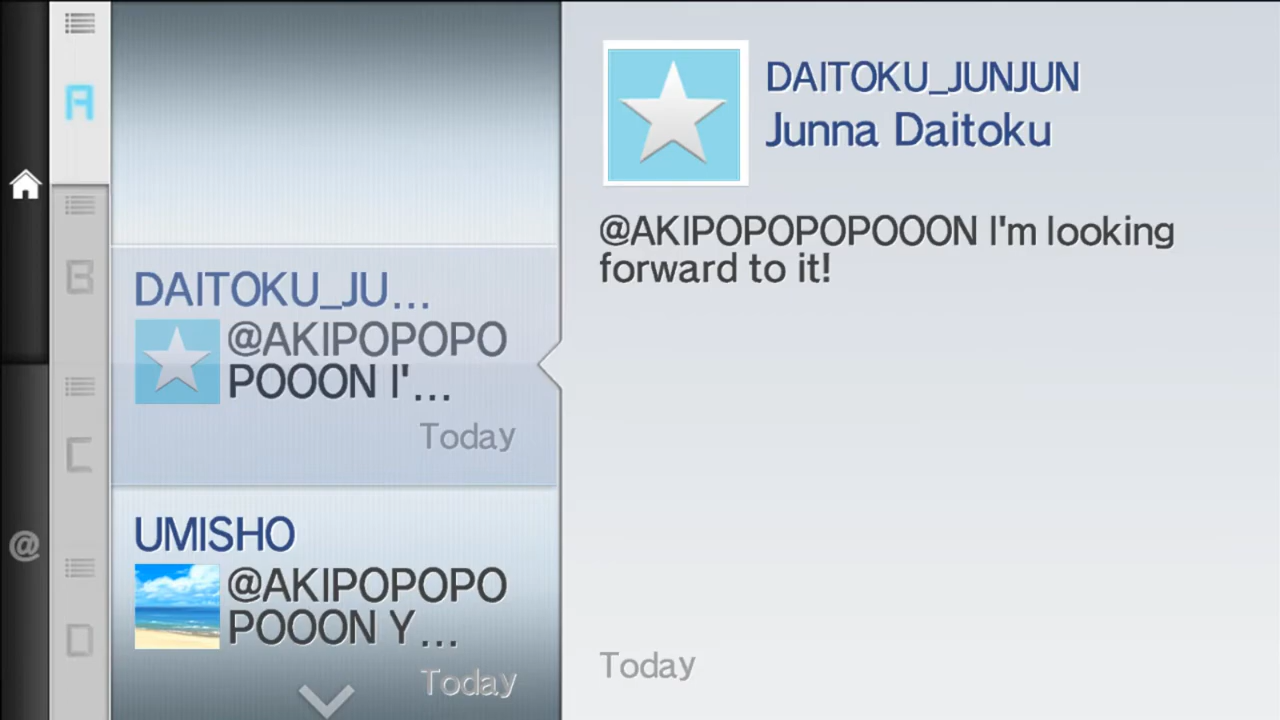 A
B
C
D
@
DAITOKU_JU...
@AKIPOPOPO
POOON I'...
Today
UMISHO
@AKIPOPOPO
POOON Y...
Today
DAITOKU_JUNJUN
Junna Daitoku
@AKIPOPOPOPOOON I'm looking
forward to it!
Today